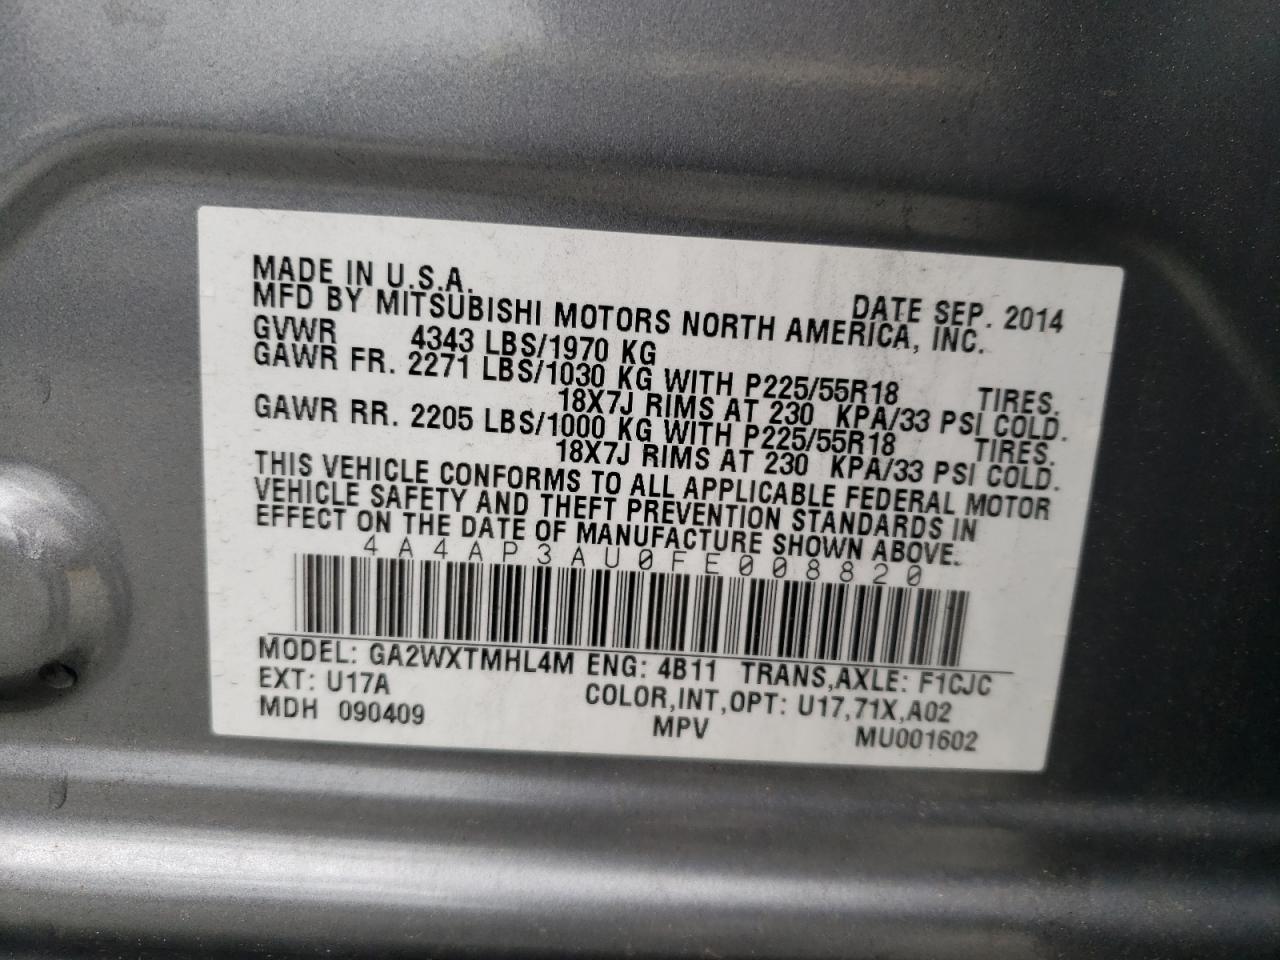 MADE IN U.S.A.
DATE SEP. 2014
MFD BY MITSUBISHI MOTORS NORTH AMERICA, INC.
GVWR 4343 LBS/1970 KG
GAWR FR. 2271 LBS/1030 KG WITH P225/55R18 TIRES.
18X7J RIMS AT 230 KPA/33 PSI COLD.
GAWR RR. 2205 LBS/1000 KG WITH P225/55R18 TIRES.
18X7J RIMS AT 230 KPA/33 PSI COLD.
THIS VEHICLE CONFORMS TO ALL APPLICABLE FEDERAL MOTOR
VEHICLE SAFETY AND THEFT PREVENTION STANDARDS IN
EFFECT ON THE DATE OF MANUFACTURE SHOWN ABOVE.
4A4AP3AU0FE008820
MODEL: GA2WXTMHL4M ENG: 4B11 TRANS,AXLE: F1CJC
EXT: U17A COLOR,INT,OPT: U17,71X,A02
MDH 090409 MPV MU001602